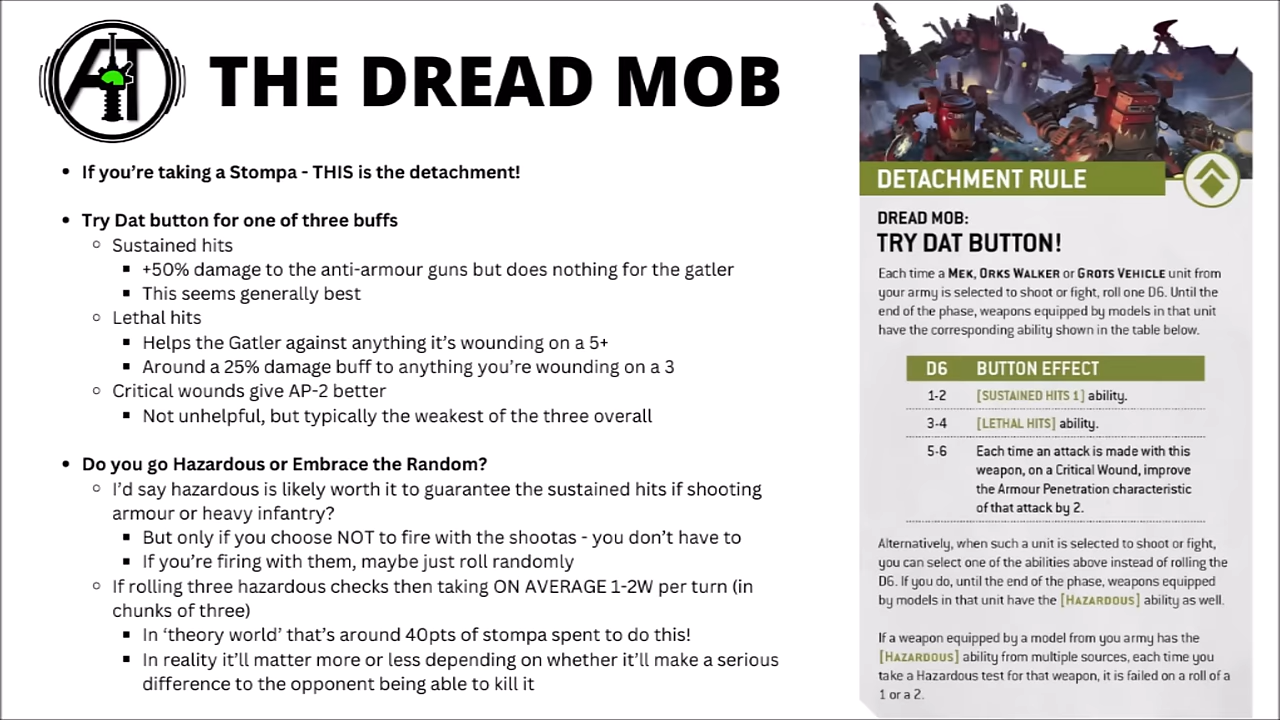 AT
THE DREAD MOB
• If you're taking a Stompa - THIS is the detachment!
• Try Dat button for one of three buffs
○ Sustained hits
▪ +50% damage to the anti-armour guns but does nothing for the gatler
▪ This seems generally best
○ Lethal hits
▪ Helps the Gatler against anything it's wounding on a 5+
▪ Around a 25% damage buff to anything you're wounding on a 3
○ Critical wounds give AP-2 better
▪ Not unhelpful, but typically the weakest of the three overall
• Do you go Hazardous or Embrace the Random?
○ I'd say hazardous is likely worth it to guarantee the sustained hits if shooting
armour or heavy infantry?
▪ But only if you choose NOT to fire with the shootas - you don't have to
▪ If you're firing with them, maybe just roll randomly
○ If rolling three hazardous checks then taking ON AVERAGE 1-2W per turn (in
chunks of three)
▪ In 'theory world' that's around 40pts of stompa spent to do this!
▪ In reality it'll matter more or less depending on whether it'll make a serious
difference to the opponent being able to kill it
DETACHMENT RULE
DREAD MOB:
TRY DAT BUTTON!
Each time a MEK, ORKS WALKER or GROTS VEHICLE unit from
your army is selected to shoot or fight, roll one D6. Until the
end of the phase, weapons equipped by models in that unit
have the corresponding ability shown in the table below.
D6 BUTTON EFFECT
1-2 [SUSTAINED HITS 1] ability.
3-4 [LETHAL HITS] ability.
5-6 Each time an attack is made with this
weapon, on a Critical Wound, improve
the Armour Penetration characteristic
of that attack by 2.
Alternatively, when such a unit is selected to shoot or fight,
you can select one of the abilities above instead of rolling the
D6. If you do, until the end of the phase, weapons equipped
by models in that unit have the [HAZARDOUS] ability as well.
If a weapon equipped by a model from you army has the
[HAZARDOUS] ability from multiple sources, each time you
take a Hazardous test for that weapon, it is failed on a roll of a
1 or a 2.